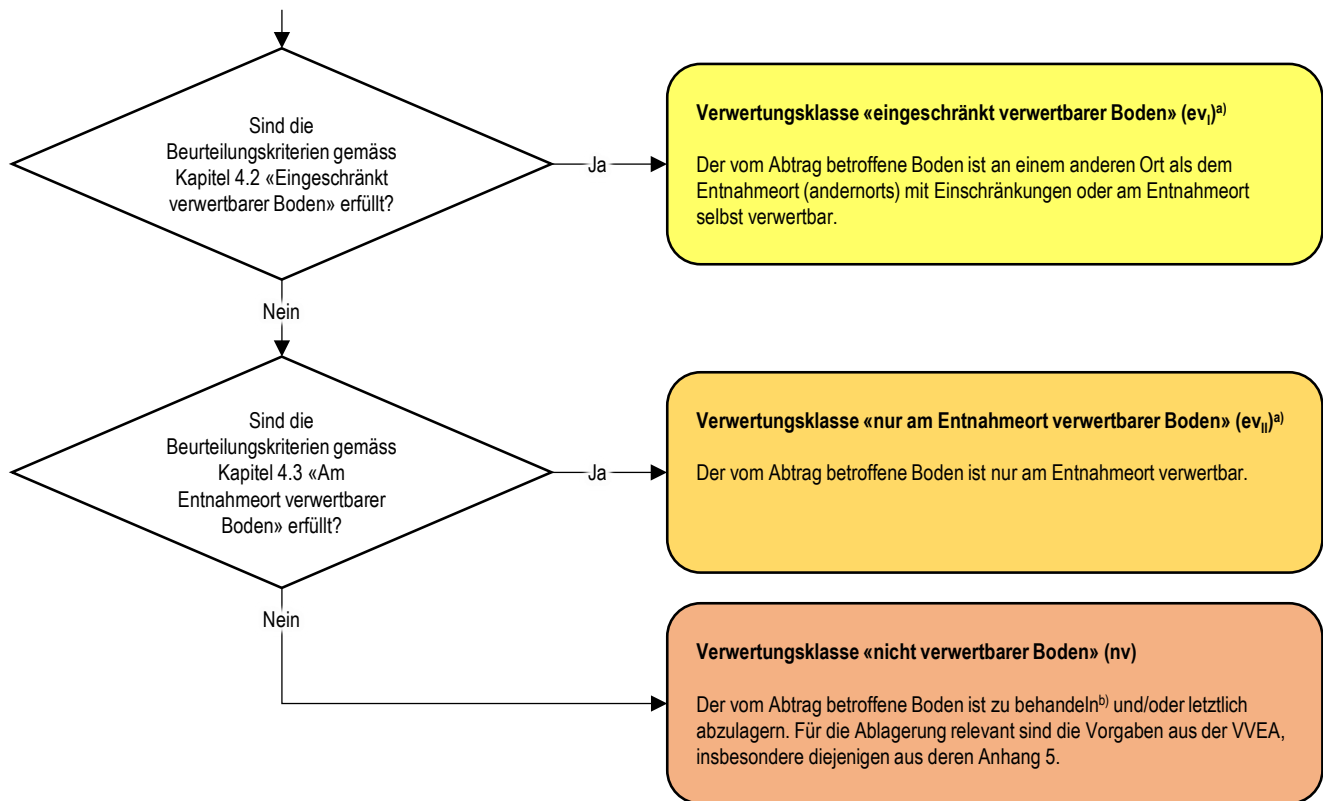 Sind die
Beurteilungskriterien gemäss
Kapitel 4.2 «Eingeschränkt
verwertbarer Boden» erfüllt?
Ja
Verwertungsklasse «eingeschränkt verwertbarer Boden» (evI)a)
Der vom Abtrag betroffene Boden ist an einem anderen Ort als dem
Entnahmeort (andernorts) mit Einschränkungen oder am Entnahmeort
selbst verwertbar.
Nein
Sind die
Beurteilungskriterien gemäss
Kapitel 4.3 «Am
Entnahmeort verwertbarer
Boden» erfüllt?
Ja
Verwertungsklasse «nur am Entnahmeort verwertbarer Boden» (evII)a)
Der vom Abtrag betroffene Boden ist nur am Entnahmeort verwertbar.
Nein
Verwertungsklasse «nicht verwertbarer Boden» (nv)
Der vom Abtrag betroffene Boden ist zu behandelnb) und/oder letztlich
abzulagern. Für die Ablagerung relevant sind die Vorgaben aus der VVEA,
insbesondere diejenigen aus deren Anhang 5.